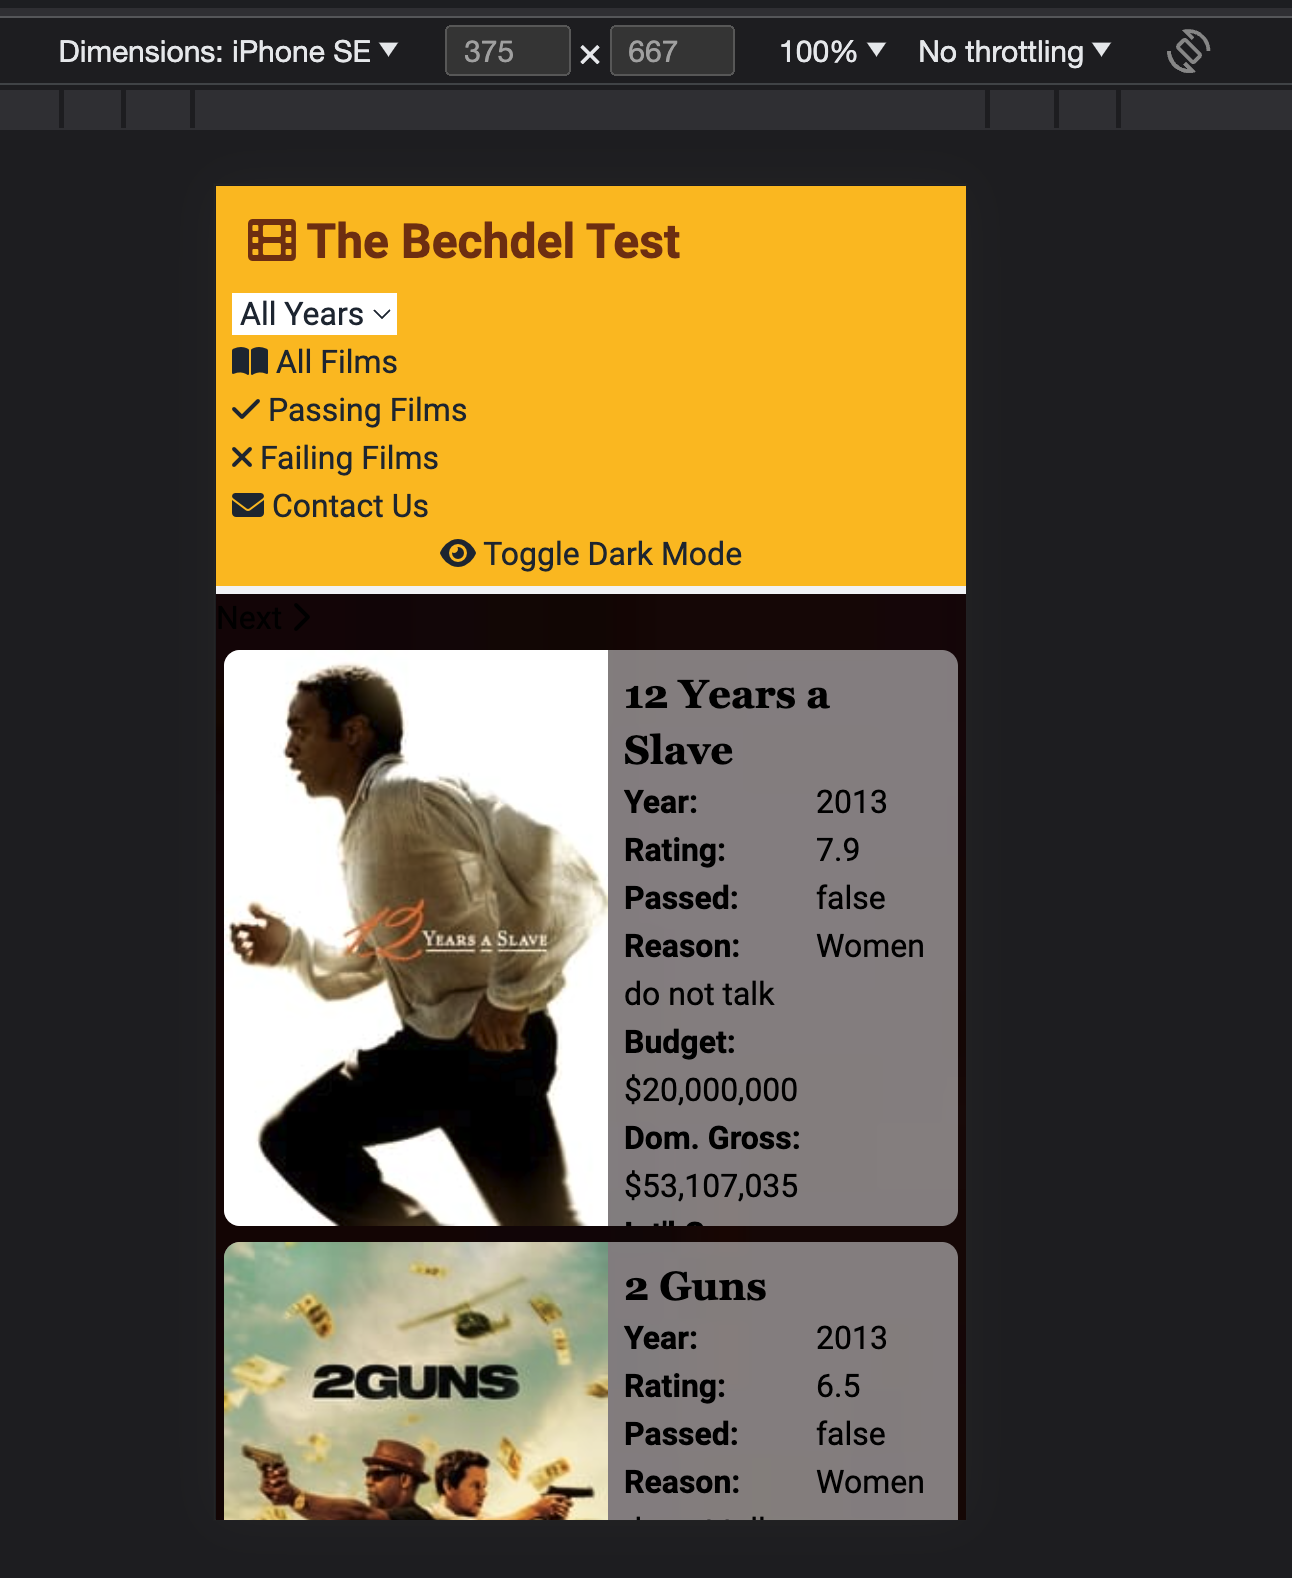 Dimensions: iPhone SE 375 × 667 100% No throttling
The Bechdel Test
All Years
All Films
Passing Films
Failing Films
Contact Us
Toggle Dark Mode
Next
12 Years a
Slave
Year: 2013
Rating: 7.9
Passed: false
Reason: Women
do not talk
Budget:
$20,000,000
Dom. Gross:
$53,107,035
12 YEARS A SLAVE
2 Guns
Year: 2013
Rating: 6.5
Passed: false
Reason: Women
2GUNS